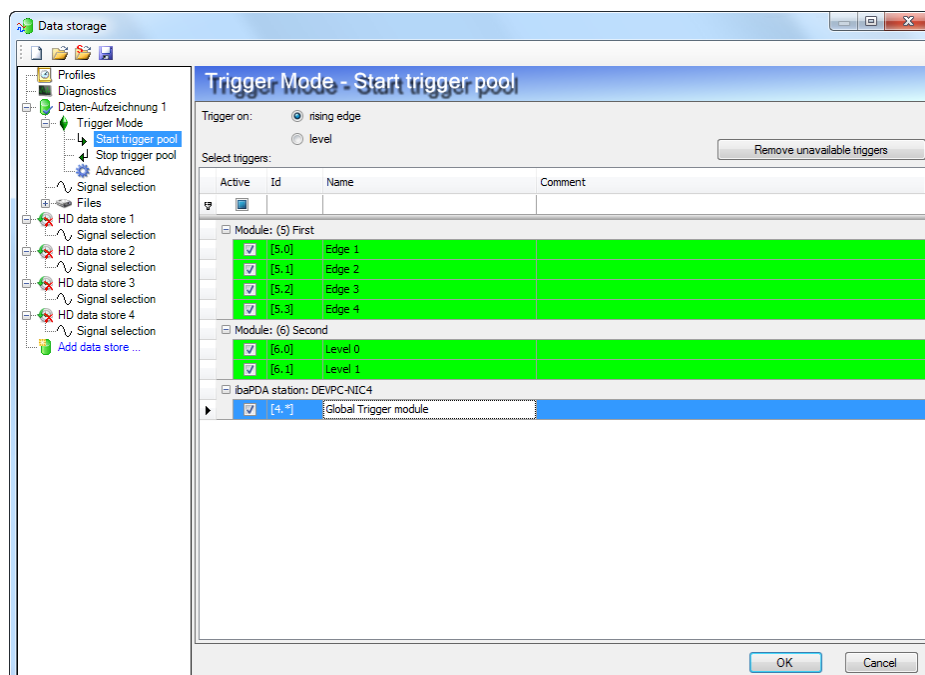 Data storage
Profiles
Diagnostics
Daten-Aufzeichnung 1
Trigger Mode
Start trigger pool
Stop trigger pool
Advanced
Signal selection
Files
HD data store 1
Signal selection
HD data store 2
Signal selection
HD data store 3
Signal selection
HD data store 4
Signal selection
Add data store ...
Trigger Mode - Start trigger pool
Trigger on: rising edge
level
Remove unavailable triggers
Select triggers:
Active Id Name Comment
Module: (5) First
[5.0] Edge 1
[5.1] Edge 2
[5.2] Edge 3
[5.3] Edge 4
Module: (6) Second
[6.0] Level 0
[6.1] Level 1
ibaPDA station: DEVPC-NIC4
[4.*] Global Trigger module
OK Cancel